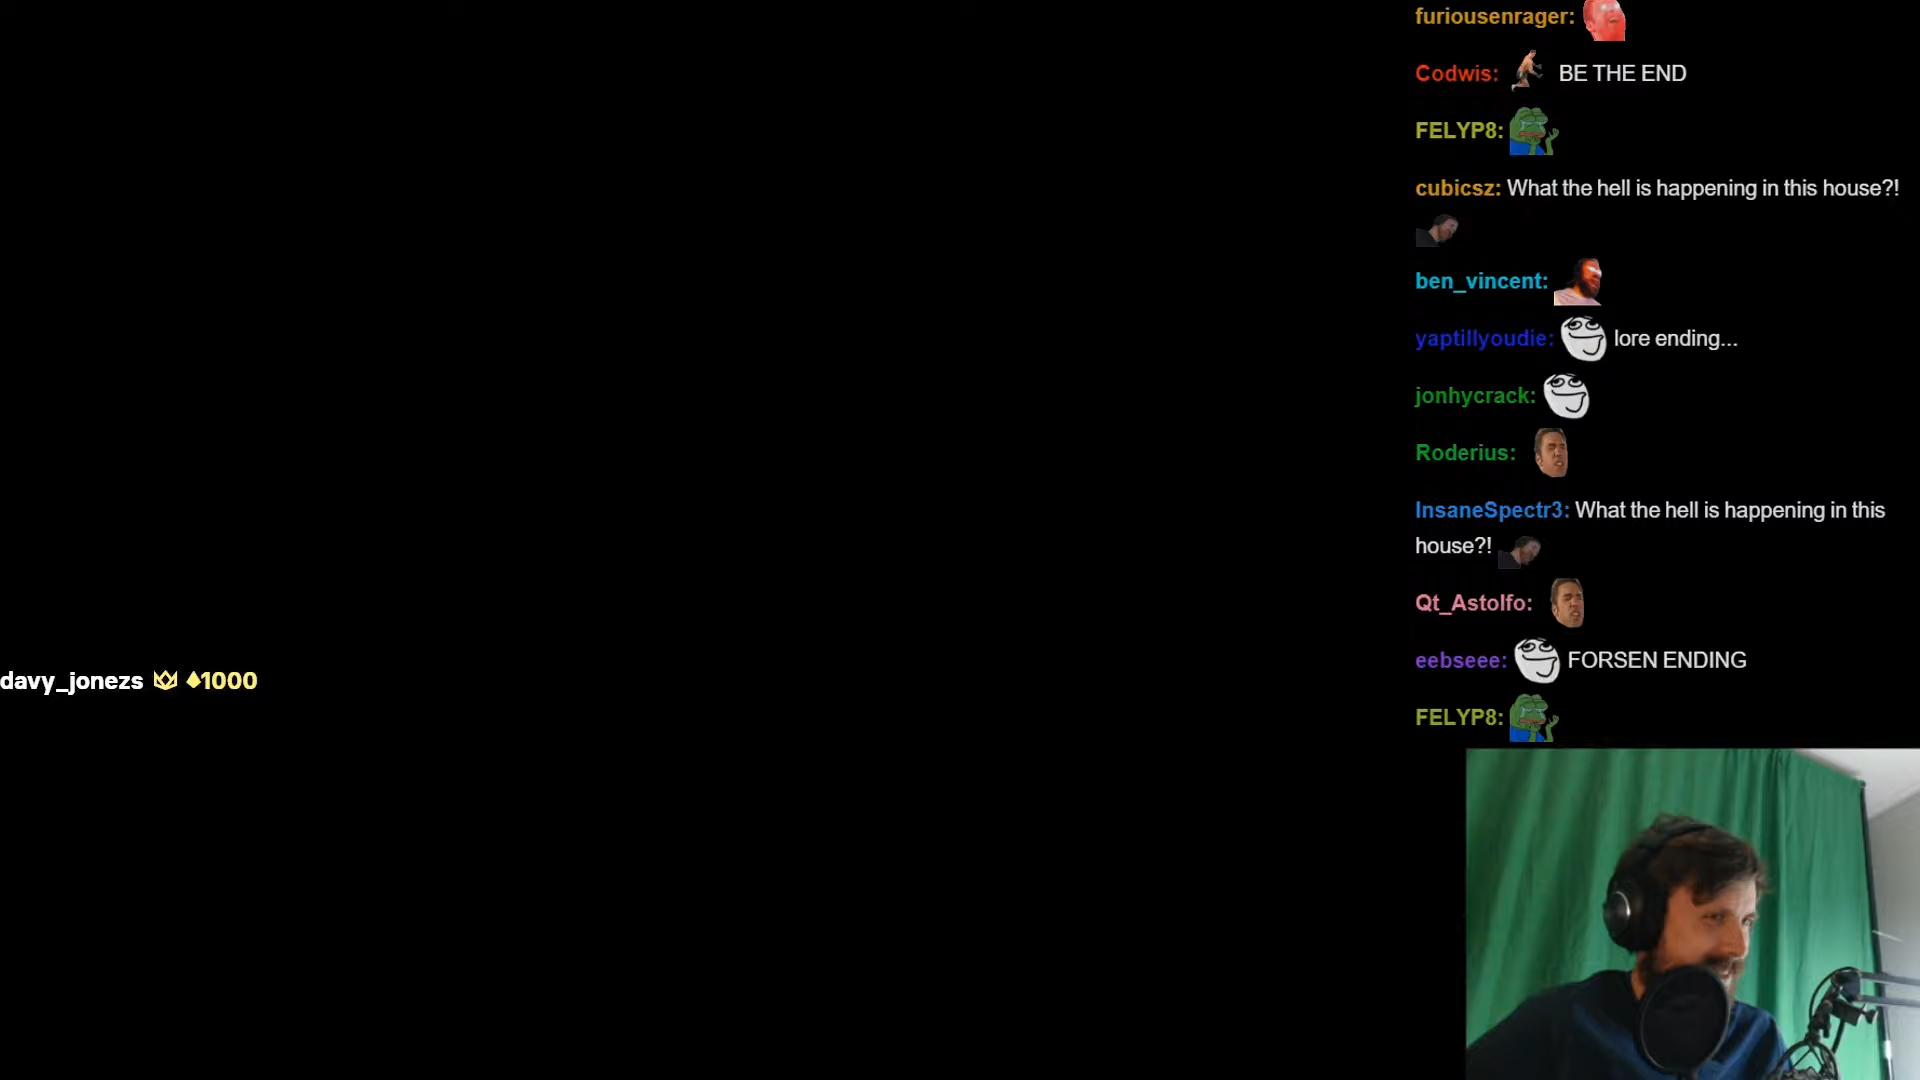 furiousenrager:
Codwis: BE THE END
FELYP8:
cubicsz: What the hell is happening in this house?!
ben_vincent:
yaptillyoudie: lore ending...
jonhycrack:
Roderius:
InsaneSpectr3: What the hell is happening in this
house?!
Qt_Astolfo:
eebseee: FORSEN ENDING
davy_jonezs 1000
FELYP8: